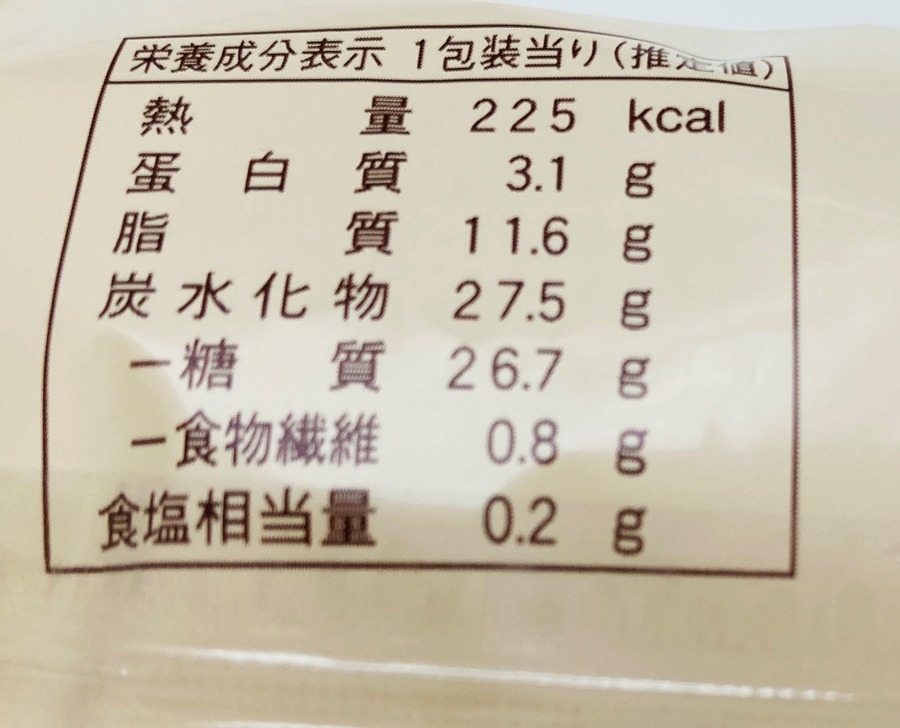 栄養成分表示 1包装当り(推定値)
熱量 225 kcal
蛋白質 3.1 g
脂質 11.6 g
炭水化物 27.5 g
ー糖質 26.7 g
ー食物繊維 0.8 g
食塩相当量 0.2 g